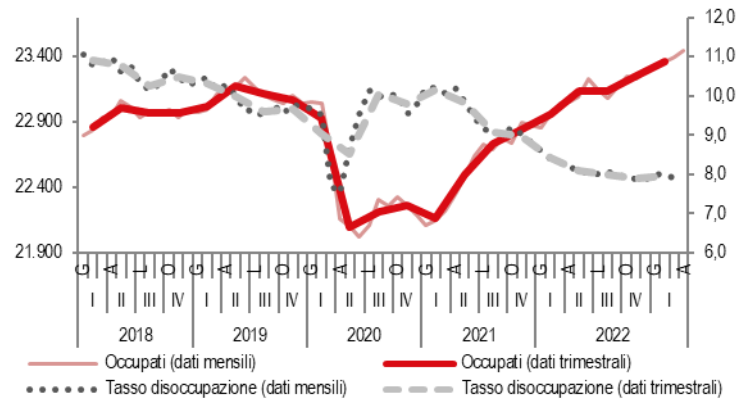 12,0
23.400 11,0
10,0
22.900 9,0
8,0
22.400 7,0
21.900 6,0
G A L O G A L O G A L O G A L O G A L O G A
I II III IV I II III IV I II III IV I II III IV I II III IV I
2018 2019 2020 2021 2022
Occupati (dati mensili) Occupati (dati trimestrali)
Tasso disoccupazione (dati mensili) Tasso disoccupazione (dati trimestrali)